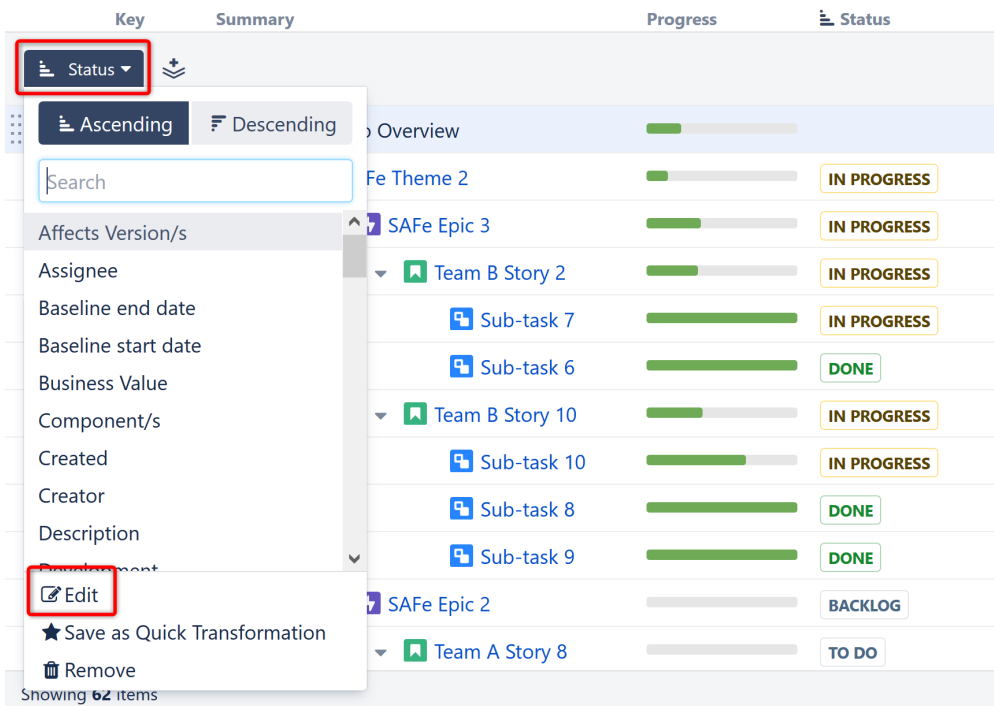 Key Summary Progress Status
Status
Ascending Descending
Overview
Search
Fe Theme 2 IN PROGRESS
Affects Version/s
SAFe Epic 3 IN PROGRESS
Assignee
Team B Story 2 IN PROGRESS
Baseline end date
Sub-task 7 IN PROGRESS
Baseline start date
Sub-task 6 DONE
Business Value
Team B Story 10 IN PROGRESS
Component/s
Created
Sub-task 10 IN PROGRESS
Creator
Sub-task 8 DONE
Description
Sub-task 9 DONE
Development
Edit
SAFe Epic 2 BACKLOG
Save as Quick Transformation
Team A Story 8 TO DO
Remove
Showing 62 items